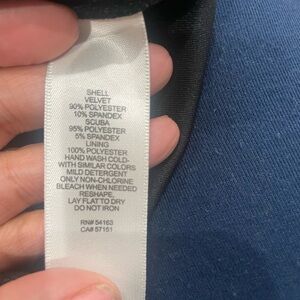 SHELL
VELVET
90% POLYESTER
10% SPANDEX
SCUBA
95% POLYESTER
5% SPANDEX
LINING
100% POLYESTER
HAND WASH COLD-
WITH SIMILAR COLORS
MILD DETERGENT
ONLY NON-CHLORINE
BLEACH WHEN NEEDED
RESHAPE,
LAY FLAT TO DRY
DO NOT IRON
RN# 54163
CA# 57151